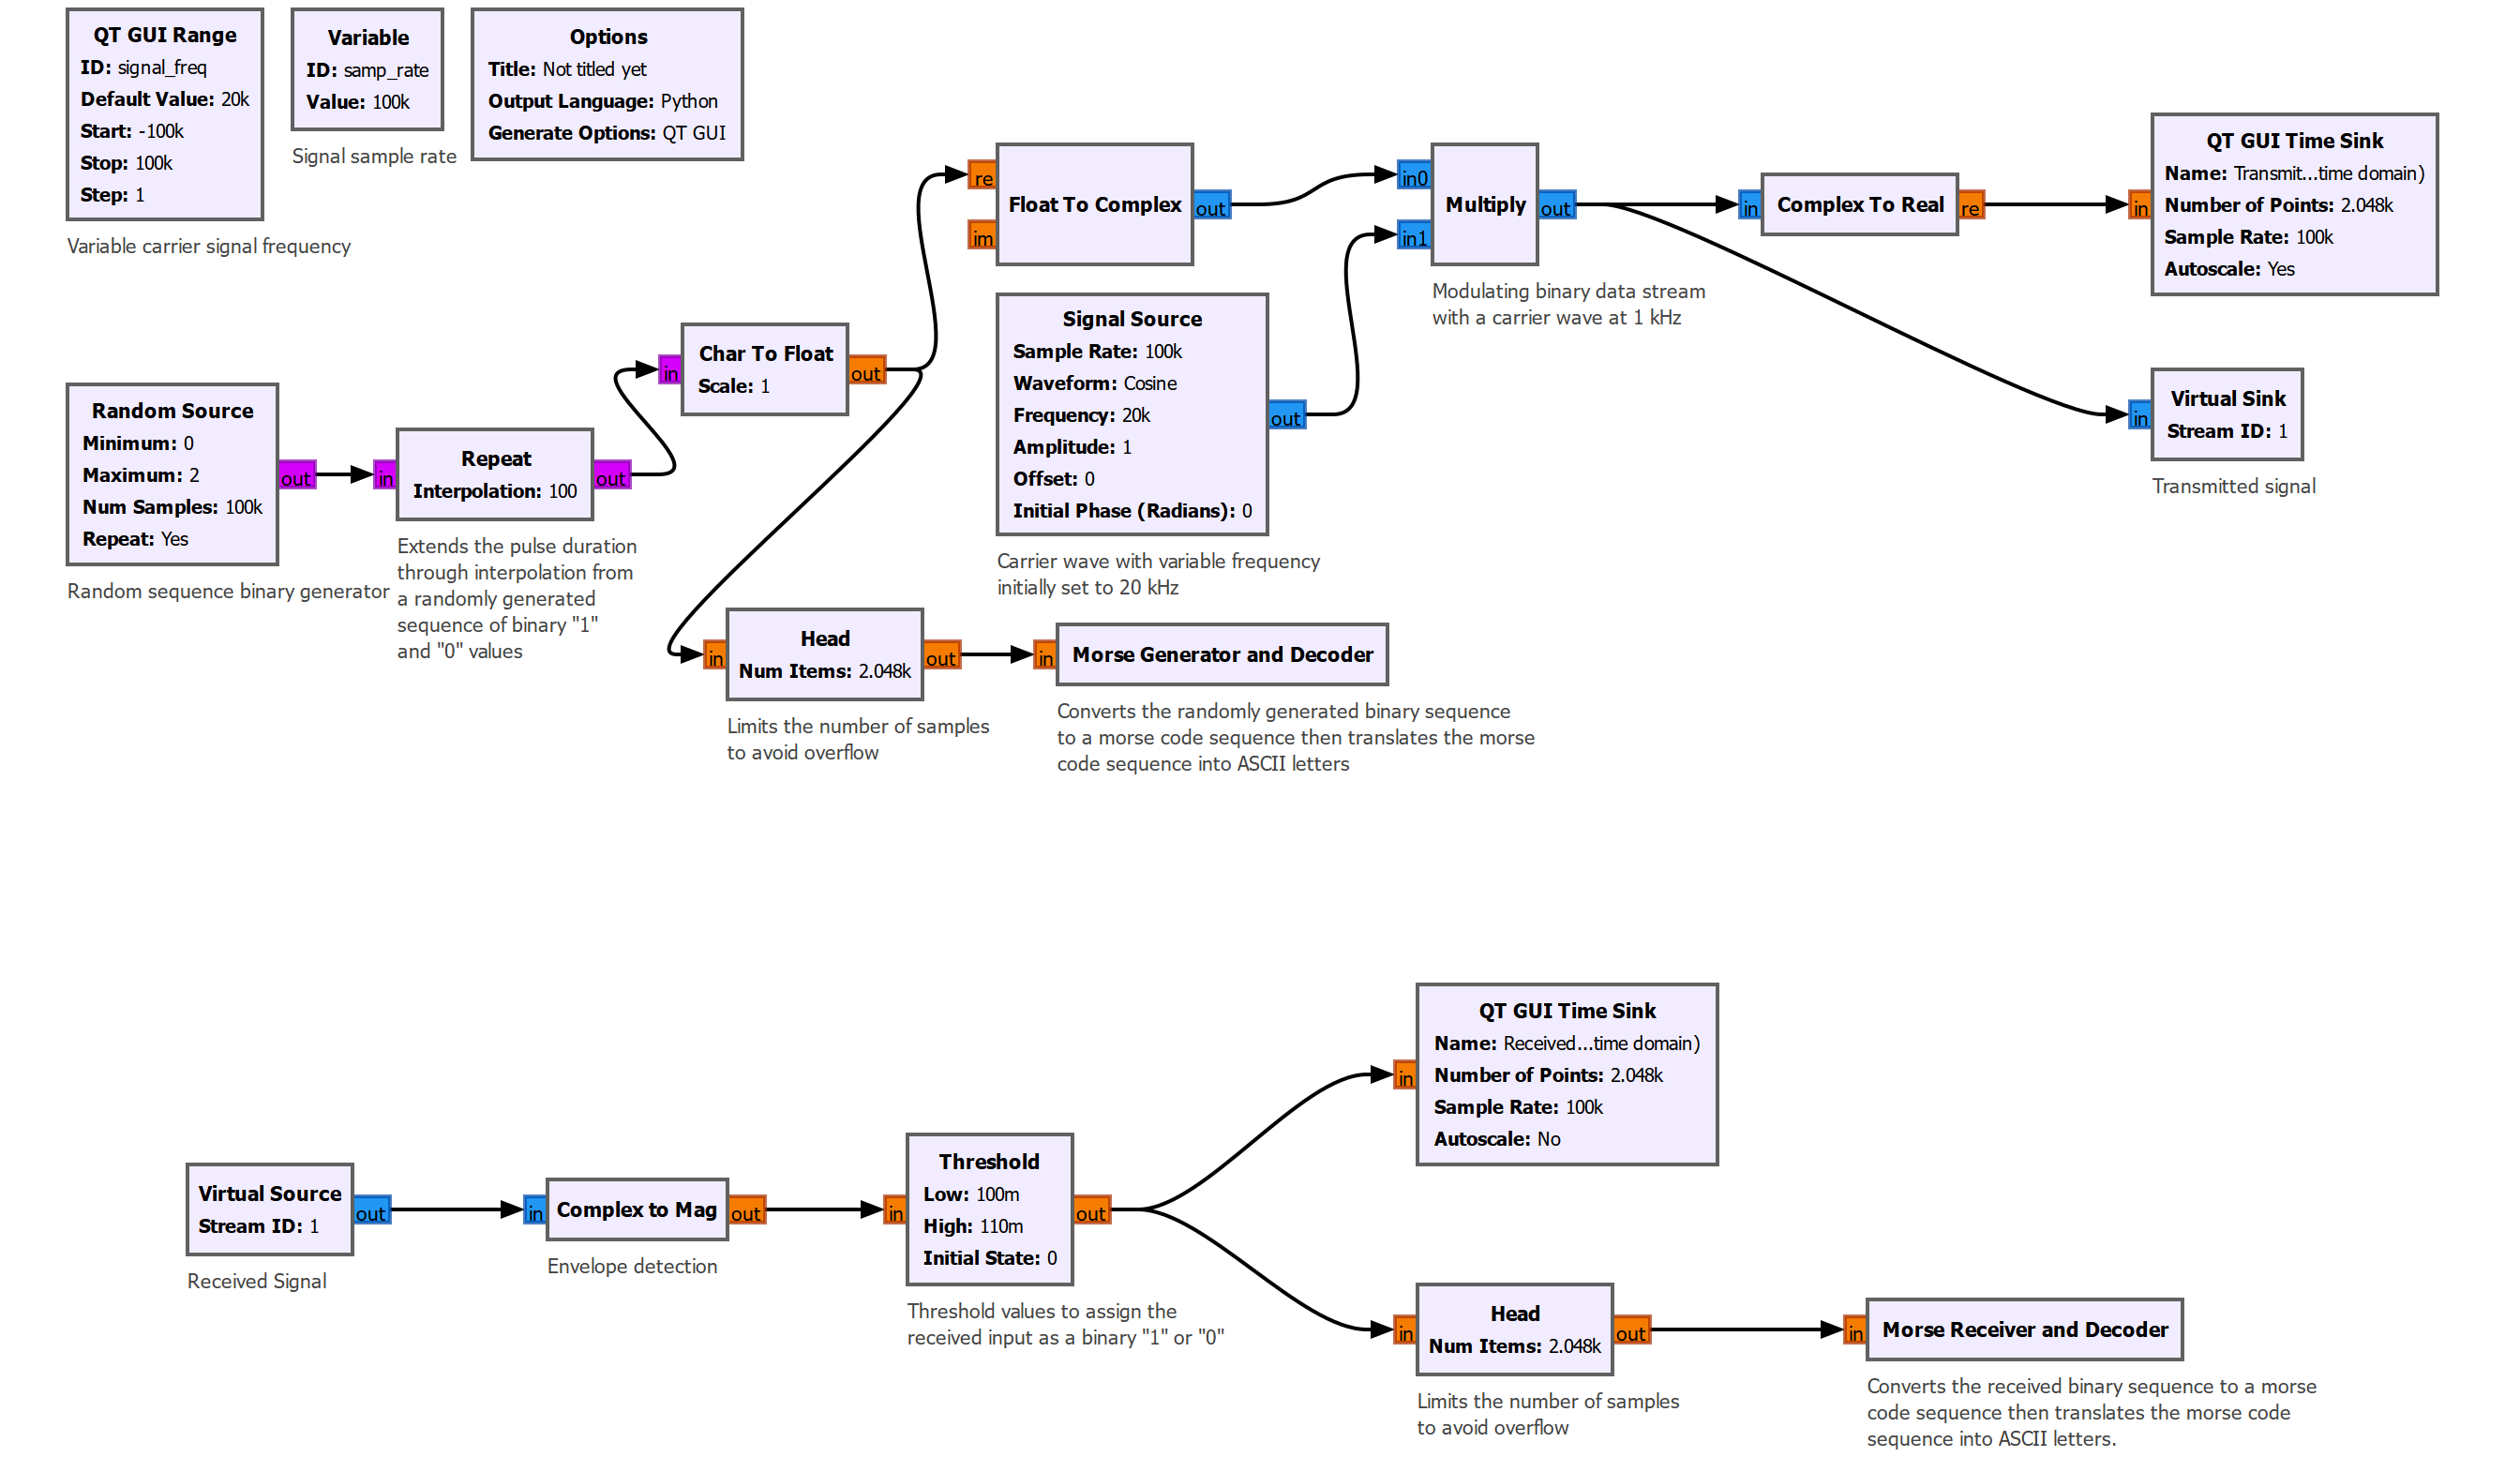 QT GUI Range
ID: signal_freq
Default Value: 20k
Start: -100k
Stop: 100k
Step: 1
Variable carrier signal frequency
Variable
ID: samp_rate
Value: 100k
Signal sample rate
Options
Title: Not titled yet
Output Language: Python
Generate Options: QT GUI
Random Source
Minimum: 0
Maximum: 2
Num Samples: 100k
Repeat: Yes
out
Random sequence binary generator
in
Repeat
Interpolation: 100
out
Extends the pulse duration
through interpolation from
a randomly generated
sequence of binary "1"
and "0" values
in
Char To Float
Scale: 1
out
re
im
Float To Complex
out
Signal Source
Sample Rate: 100k
Waveform: Cosine
Frequency: 20k
Amplitude: 1
Offset: 0
Initial Phase (Radians): 0
out
Carrier wave with variable frequency
initially set to 20 kHz
in0
in1
Multiply
out
Modulating binary data stream
with a carrier wave at 1 kHz
in
Complex To Real
re
in
QT GUI Time Sink
Name: Transmit...time domain)
Number of Points: 2.048k
Sample Rate: 100k
Autoscale: Yes
in
Virtual Sink
Stream ID: 1
Transmitted signal
in
Head
Num Items: 2.048k
out
Limits the number of samples
to avoid overflow
in
Morse Generator and Decoder
Converts the randomly generated binary sequence
to a morse code sequence then translates the morse
code sequence into ASCII letters
Virtual Source
Stream ID: 1
out
Received Signal
in
Complex to Mag
out
Envelope detection
in
Threshold
Low: 100m
High: 110m
Initial State: 0
out
Threshold values to assign the
received input as a binary "1" or "0"
in
QT GUI Time Sink
Name: Received...time domain)
Number of Points: 2.048k
Sample Rate: 100k
Autoscale: No
in
Head
Num Items: 2.048k
out
Limits the number of samples
to avoid overflow
in
Morse Receiver and Decoder
Converts the received binary sequence to a morse
code sequence then translates the morse code
sequence into ASCII letters.